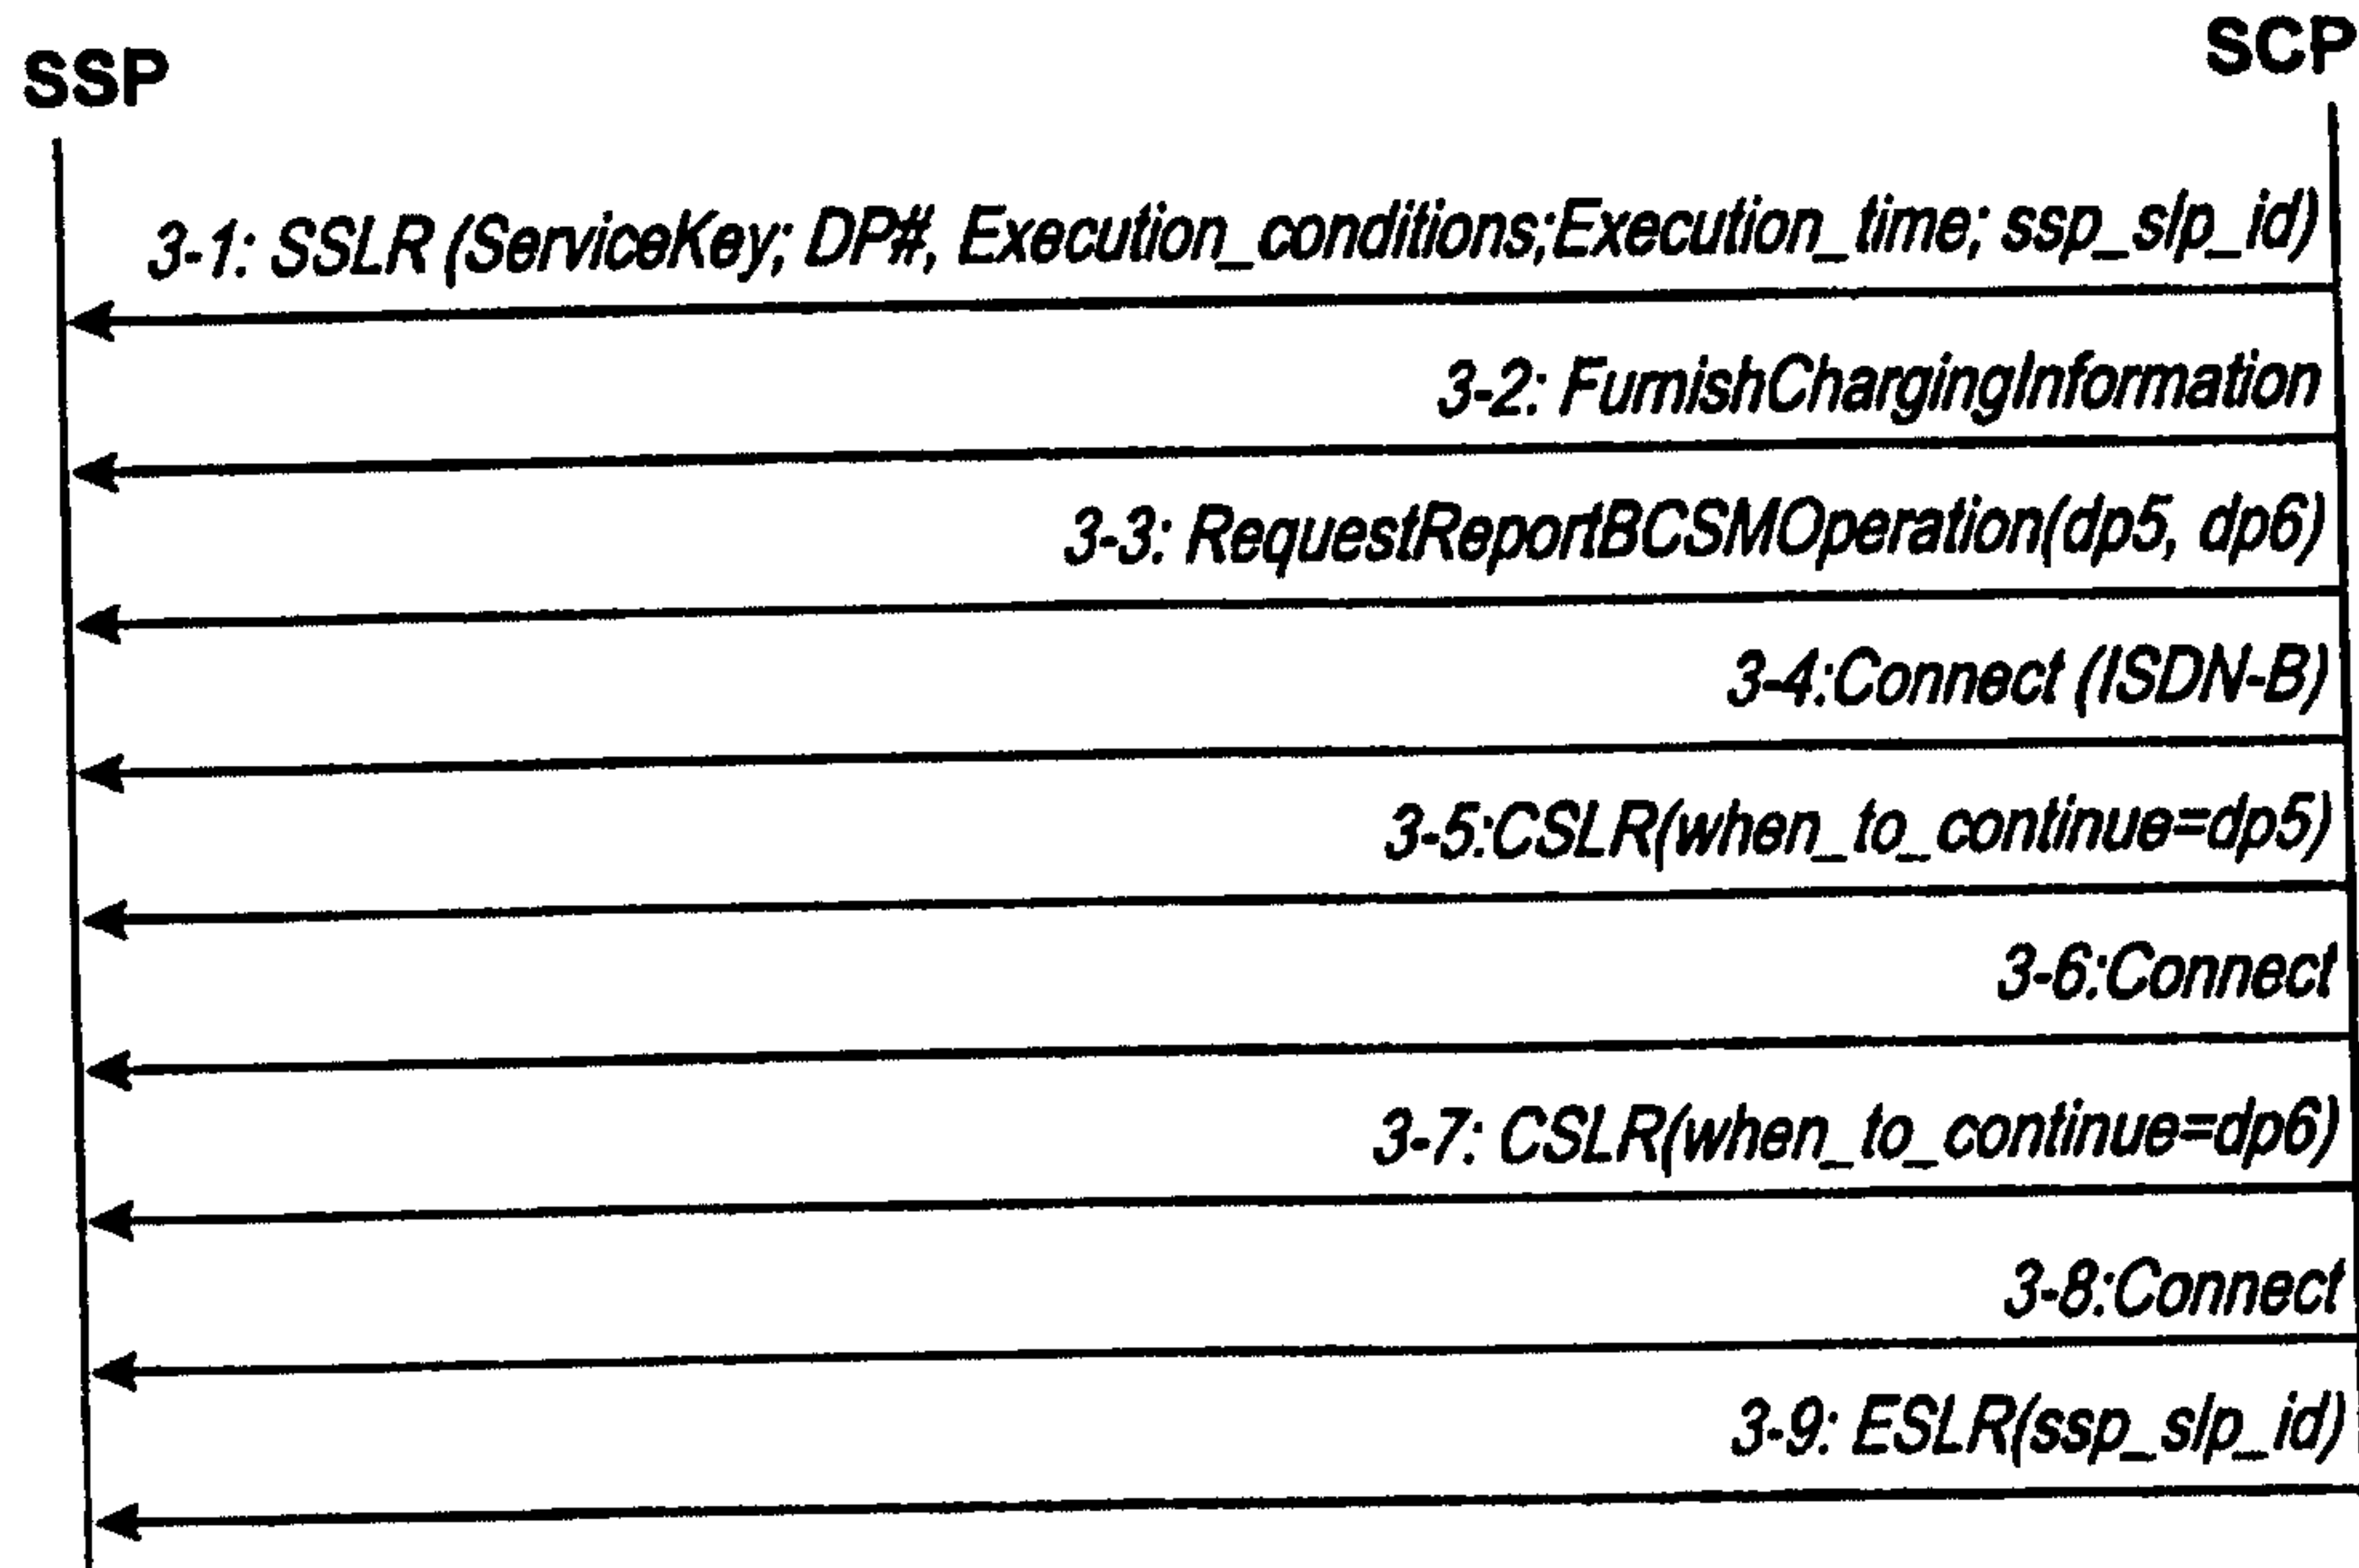 SSP
SCP
3-1: SSLR (ServiceKey; DP#, Execution_conditions;Execution_time; ssp_slp_id)
3-2: FurnishChargingInformation
3-3: RequestReportBCSMOperation(dp5, dp6)
3-4:Connect (ISDN-B)
3-5:CSLR(when_to_continue=dp5)
3-6:Connect
3-7: CSLR(when_to_continue=dp6)
3-8:Connect
3-9: ESLR(ssp_slp_id)